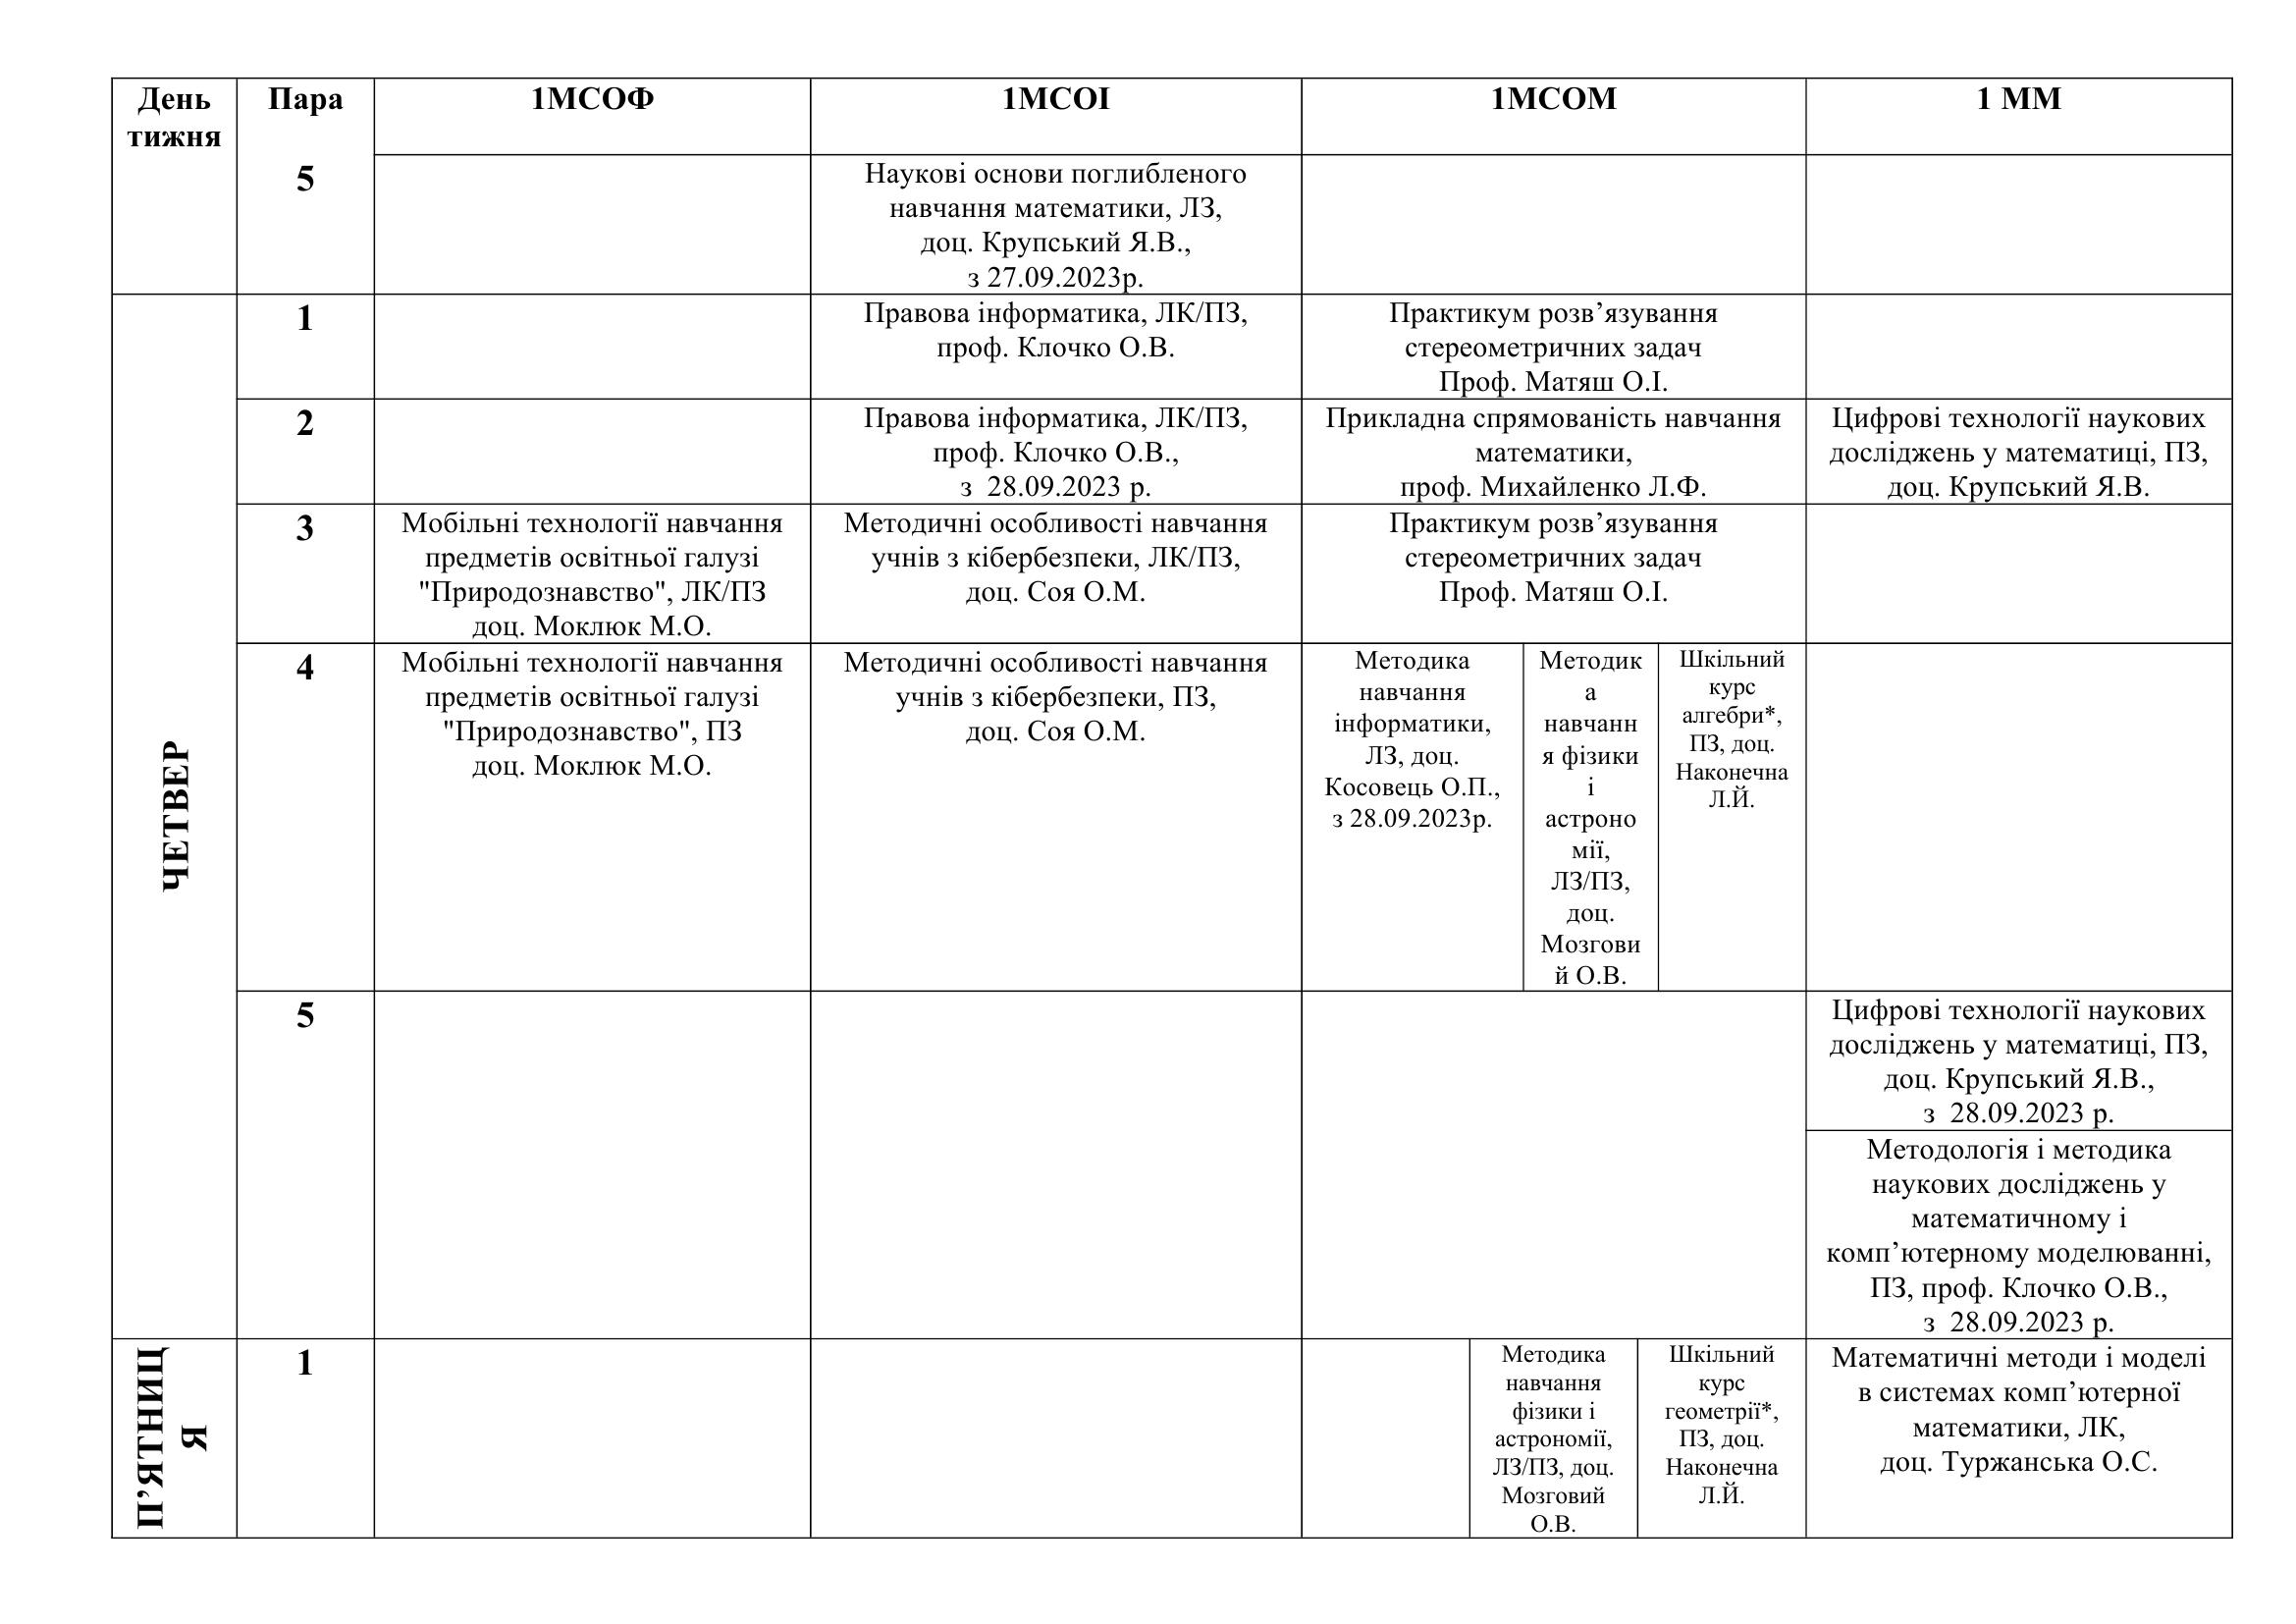 День
тижня
Пара
1МСОФ
1МСОІ
1МСОМ
1 ММ
5
Наукові основи поглибленого
навчання математики, ЛЗ,
доц. Крупський Я.В.,
з 27.09.2023р.
ЧЕТВЕР
1
Правова інформатика, ЛК/ПЗ,
проф. Клочко О.В.
Практикум розв’язування
стереометричних задач
Проф. Матяш О.І.
2
Правова інформатика, ЛК/ПЗ,
проф. Клочко О.В.,
з  28.09.2023 р.
Прикладна спрямованість навчання
математики,
проф. Михайленко Л.Ф.
Цифрові технології наукових
досліджень у математиці, ПЗ,
доц. Крупський Я.В.
3
Мобільні технології навчання
предметів освітньої галузі
"Природознавство", ЛК/ПЗ
доц. Моклюк М.О.
Методичні особливості навчання
учнів з кібербезпеки, ЛК/ПЗ,
доц. Соя О.М.
Практикум розв’язування
стереометричних задач
Проф. Матяш О.І.
4
Мобільні технології навчання
предметів освітньої галузі
"Природознавство", ПЗ
доц. Моклюк М.О.
Методичні особливості навчання
учнів з кібербезпеки, ПЗ,
доц. Соя О.М.
Методика
навчання
інформатики,
ЛЗ, доц.
Косовець О.П.,
з 28.09.2023р.
Методик
а
навчанн
я фізики
і
астроно
мії,
ЛЗ/ПЗ,
доц.
Мозгови
й О.В.
Шкільний
курс
алгебри*,
ПЗ, доц.
Наконечна
Л.Й.
5
Цифрові технології наукових
досліджень у математиці, ПЗ,
доц. Крупський Я.В.,
з  28.09.2023 р.
Методологія і методика
наукових досліджень у
математичному і
комп’ютерному моделюванні,
ПЗ, проф. Клочко О.В.,
з  28.09.2023 р.
П’ЯТНИЦ
Я
1
Методика
навчання
фізики і
астрономії,
ЛЗ/ПЗ, доц.
Мозговий
О.В.
Шкільний
курс
геометрії*,
ПЗ, доц.
Наконечна
Л.Й.
Математичні методи і моделі
в системах комп’ютерної
математики, ЛК,
доц. Туржанська О.С.